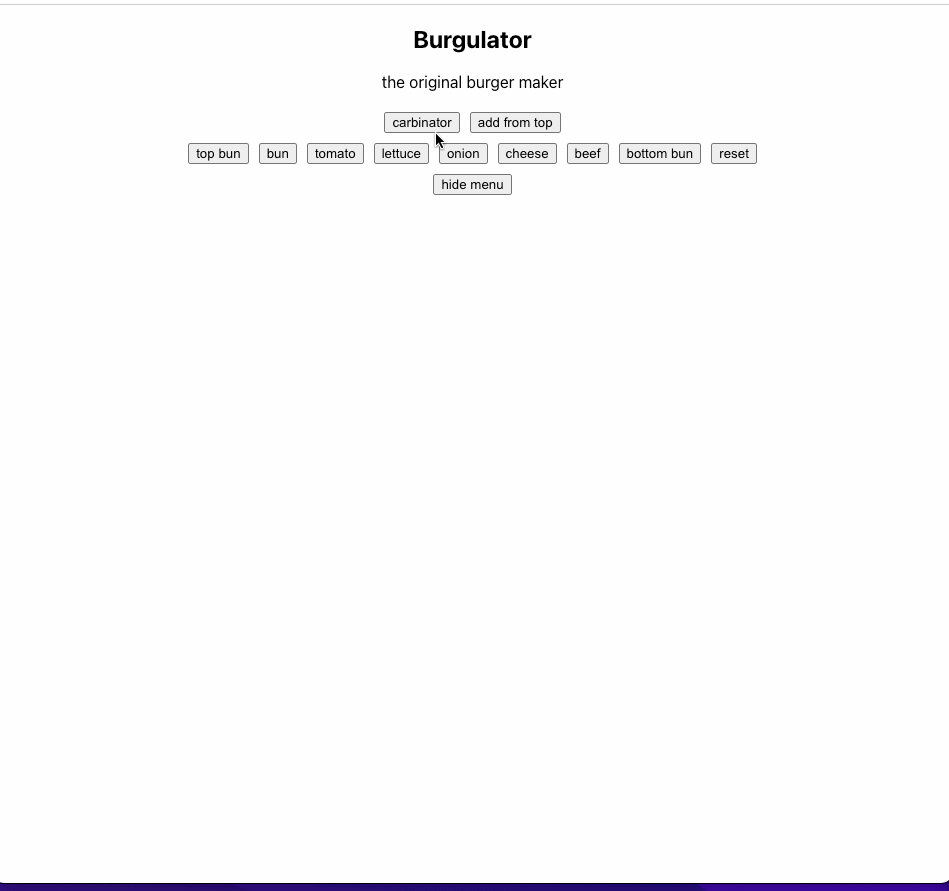 Burgulator
the original burger maker
carbinator add from top
top bun bun tomato lettuce onion cheese beef bottom bun reset
hide menu